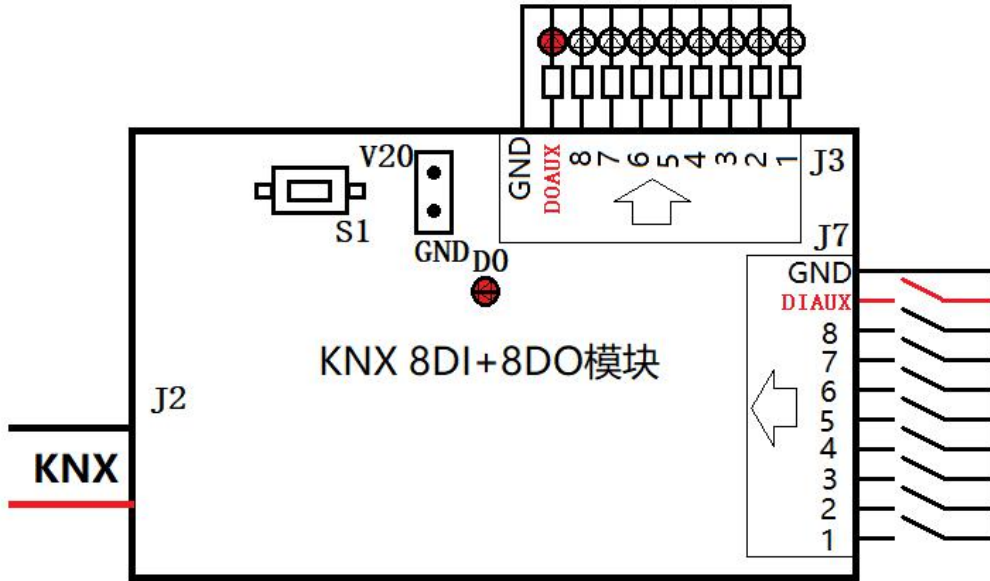 GND
DOAUX
8
7
6
5
4
3
2
1
J3
V20
S1
GND
D0
J7
GND
DIAUX
8
7
6
5
4
3
2
1
KNX 8DI+8DO模块
J2
KNX